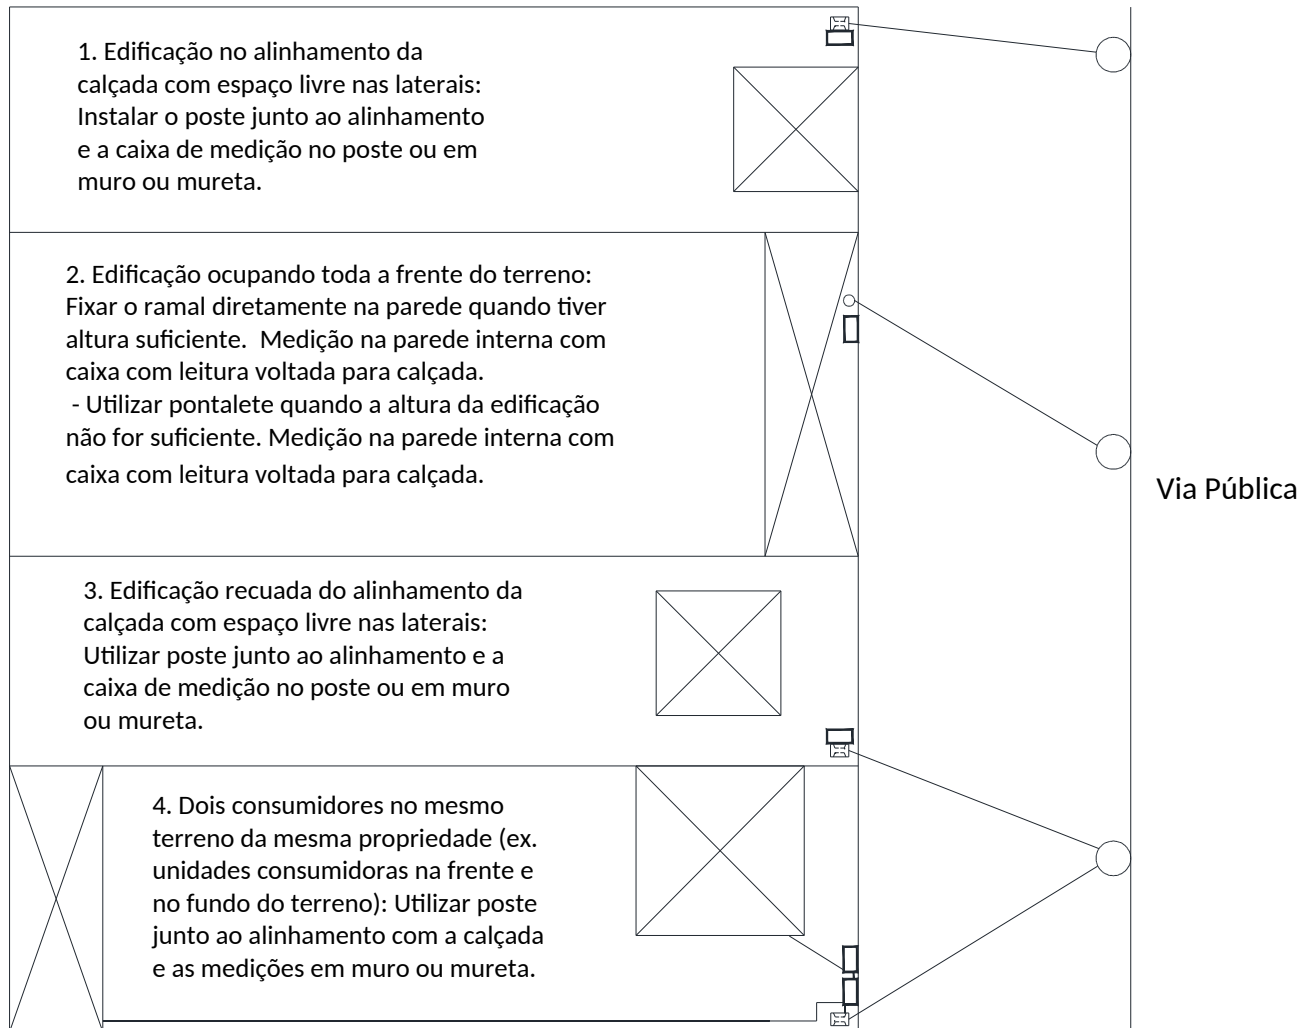 1. Edificação no alinhamento da
calçada com espaço livre nas laterais:
Instalar o poste junto ao alinhamento
e a caixa de medição no poste ou em
muro ou mureta.
2. Edificação ocupando toda a frente do terreno:
Fixar o ramal diretamente na parede quando tiver
altura suficiente.  Medição na parede interna com
caixa com leitura voltada para calçada.
- Utilizar pontalete quando a altura da edificação
não for suficiente. Medição na parede interna com
caixa com leitura voltada para calçada.
Via Pública
3. Edificação recuada do alinhamento da
calçada com espaço livre nas laterais:
Utilizar poste junto ao alinhamento e a
caixa de medição no poste ou em muro
ou mureta.
4. Dois consumidores no mesmo
terreno da mesma propriedade (ex.
unidades consumidoras na frente e
no fundo do terreno): Utilizar poste
junto ao alinhamento com a calçada
e as medições em muro ou mureta.